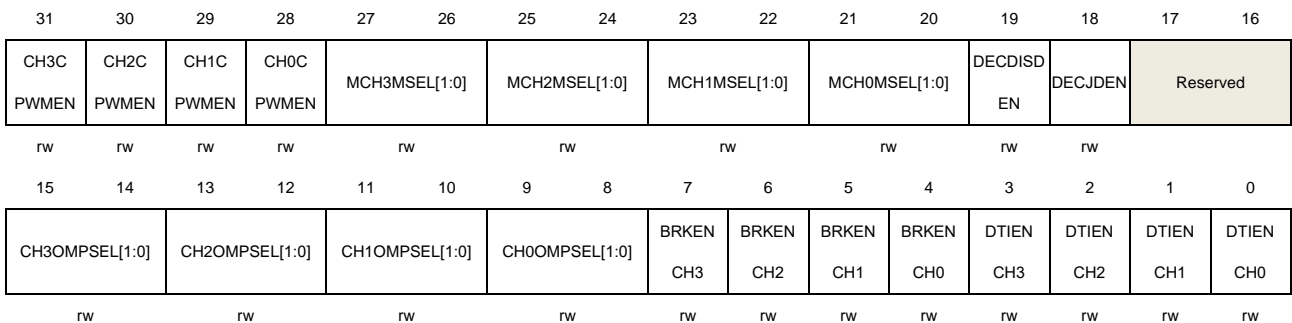 31 30 29 28 27 26 25 24 23 22 21 20 19 18 17 16
CH3C CH2C CH1C CH0C DECDISD
MCH3MSEL[1:0] MCH2MSEL[1:0] MCH1MSEL[1:0] MCH0MSEL[1:0] DECJDEN Reserved
PWMEN PWMEN PWMEN PWMEN EN
rw rw rw rw rw rw rw rw rw rw
15 14 13 12 11 10 9 8 7 6 5 4 3 2 1 0
BRKEN BRKEN BRKEN BRKEN DTIEN DTIEN DTIEN DTIEN
CH3OMPSEL[1:0] CH2OMPSEL[1:0] CH1OMPSEL[1:0] CH0OMPSEL[1:0]
CH3 CH2 CH1 CH0 CH3 CH2 CH1 CH0
rw rw rw rw rw rw rw rw rw rw rw rw